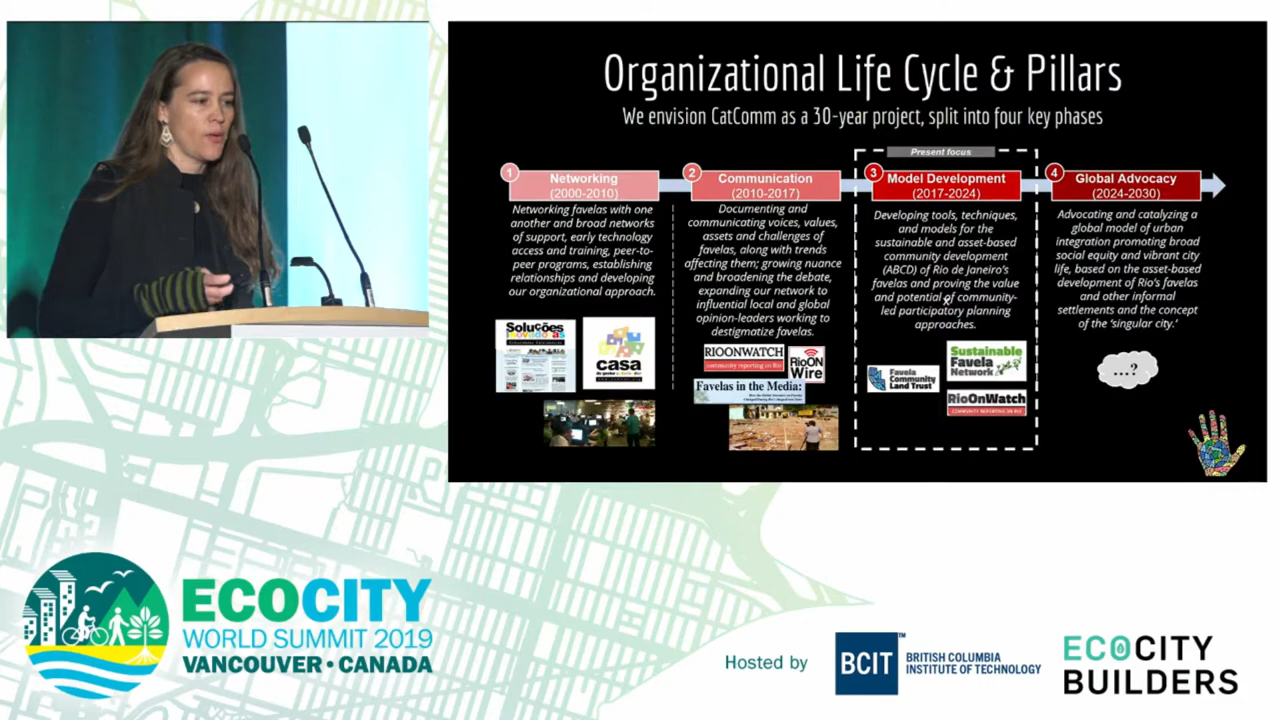 Organizational Life Cycle & Pillars
We envision CatComm as a 30-year project, split into four key phases
Present focus
1
Networking
(2000-2010)
Networking favelas with one
another and broad networks
of support, early technology
access and training, peer-to-
peer programs, establishing
relationships and developing
our organizational approach.
Soluções
casa
2
Communication
(2010-2017)
Documenting and
communicating voices, values,
assets and challenges of
favelas, along with trends
affecting them; growing nuance
and broadening the debate,
expanding our network to
influential local and global
opinion-leaders working to
destigmatize favelas.
RIOONWATCH
community reporting on Rio
RioON
Wire
Favelas in the Media:
3
Model Development
(2017-2024)
Developing tools, techniques,
and models for the
sustainable and asset-based
community development
(ABCD) of Rio de Janeiro's
favelas and proving the value
and potential of community-
led participatory planning
approaches.
Favela
Community
Land Trust
Sustainable
Favela
Network
RioOnWatch
COMMUNITY REPORTING ON RIO
4
Global Advocacy
(2024-2030)
Advocating and catalyzing a
global model of urban
integration promoting broad
social equity and vibrant city
life, based on the asset-based
development of Rio's favelas
and other informal
settlements and the concept
of the 'singular city.'
...?
ECOCITY
WORLD SUMMIT 2019
VANCOUVER • CANADA
Hosted by
BCIT™
BRITISH COLUMBIA
INSTITUTE OF TECHNOLOGY
ECOCITY
BUILDERS